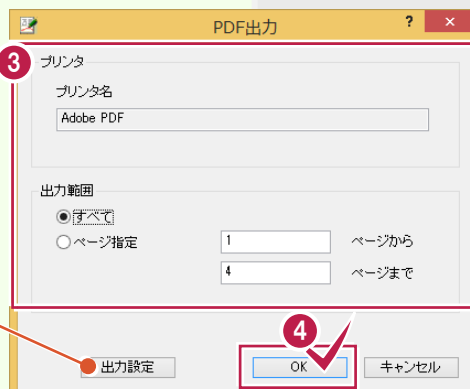 PDF出力
? ×
3
プリンタ
プリンタ名
Adobe PDF
出力範囲
すべて
ページ指定 1 ページから
4 ページまで
4
出力設定 OK キャンセル